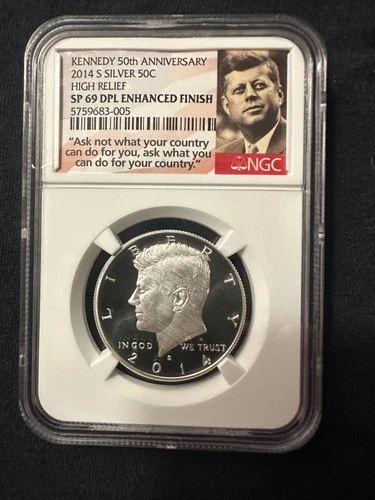 KENNEDY 50th ANNIVERSARY
2014 S SILVER 50C
HIGH RELIEF
SP 69 DPL ENHANCED FINISH
5759683-005
"Ask not what your country
can do for you, ask what you
can do for your country."
NGC
LIBERTY
IN GOD WE TRUST
S
2014